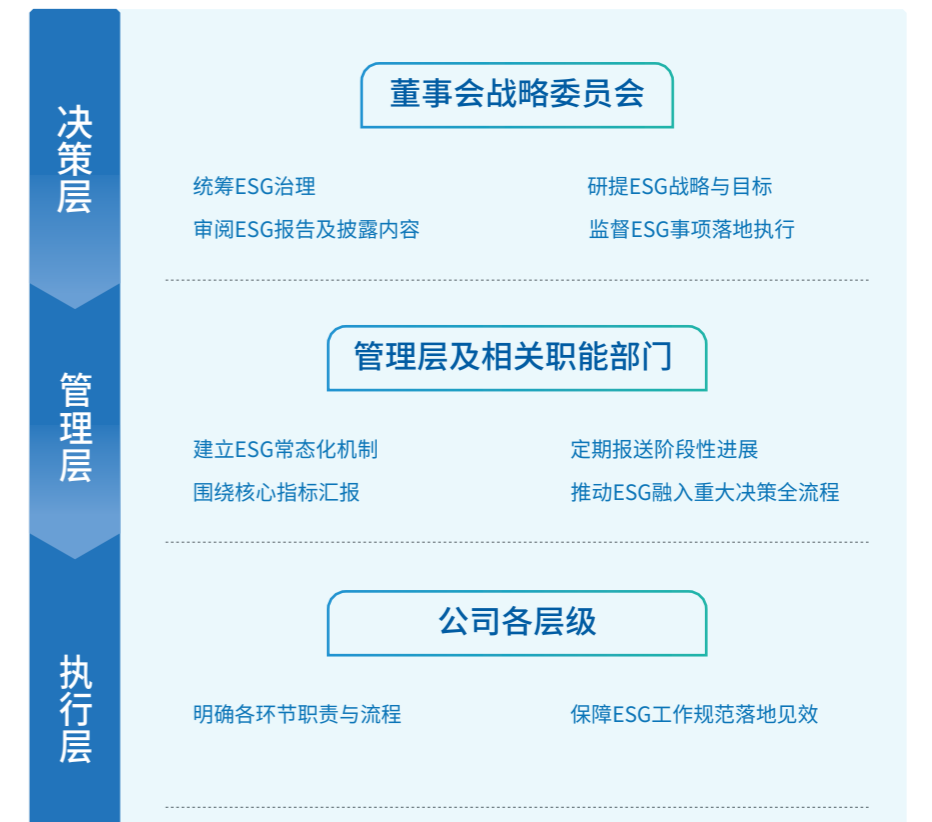 决策层
董事会战略委员会
统筹ESG治理
研提ESG战略与目标
审阅ESG报告及披露内容
监督ESG事项落地执行
管理层
管理层及相关职能部门
建立ESG常态化机制
定期报送阶段性进展
围绕核心指标汇报
推动ESG融入重大决策全流程
执行层
公司各层级
明确各环节职责与流程
保障ESG工作规范落地见效